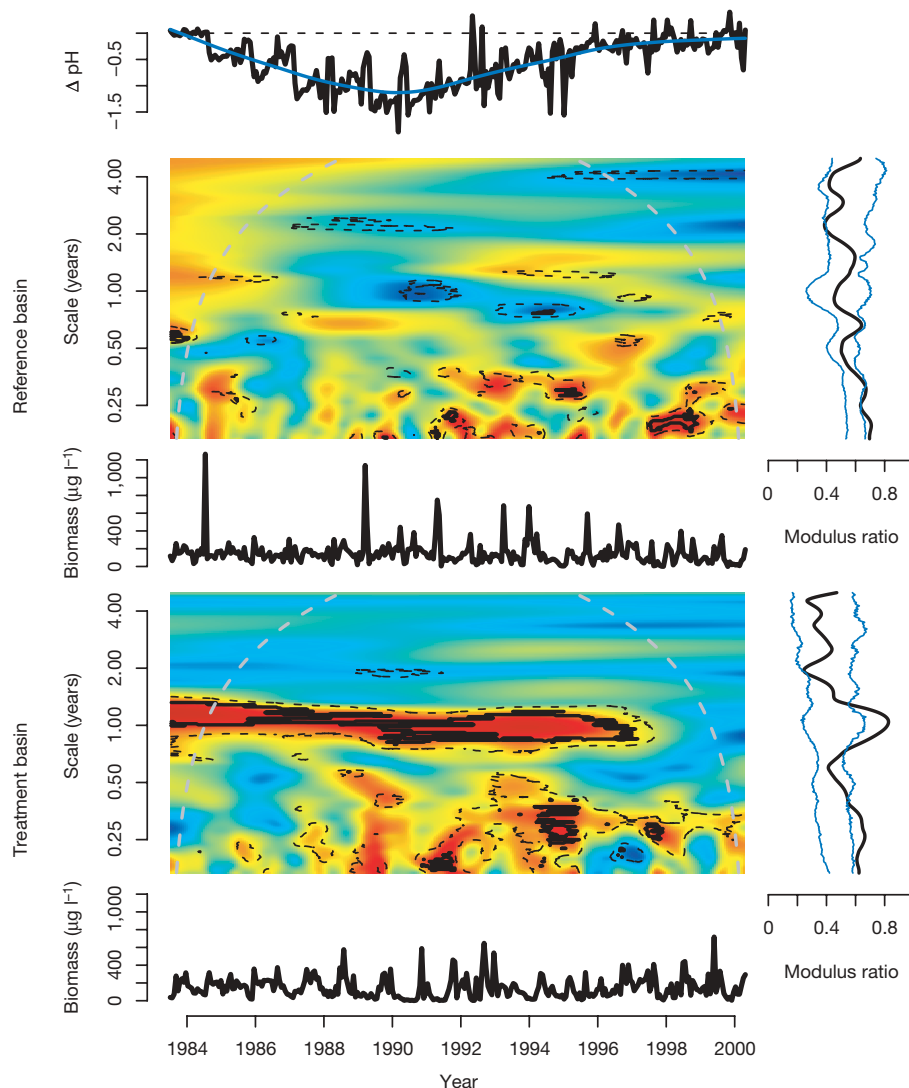 Δ pH
−0.5
−1.5
Reference basin
Scale (years)
4.00
2.00
1.00
0.50
0.25
0 0.4 0.8
Modulus ratio
Biomass (µg l−1)
1,000
400
0
Treatment basin
Scale (years)
4.00
2.00
1.00
0.50
0.25
0 0.4 0.8
Modulus ratio
Biomass (µg l−1)
1,000
400
0
1984 1986 1988 1990 1992 1994 1996 1998 2000
Year